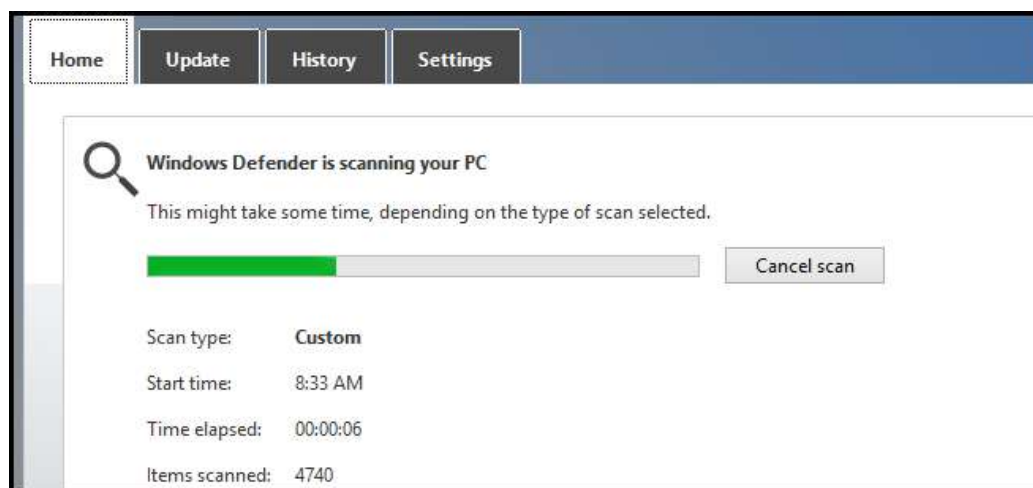 Home Update History Settings
Windows Defender is scanning your PC
This might take some time, depending on the type of scan selected.
Cancel scan
Scan type: Custom
Start time: 8:33 AM
Time elapsed: 00:00:06
Items scanned: 4740